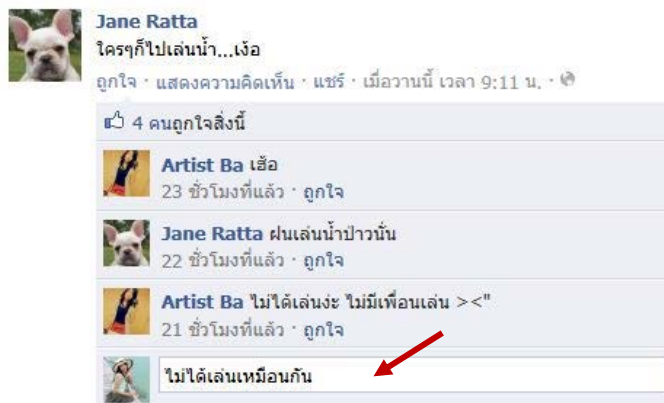 Jane Ratta
ใครๆก็ไปเล่นน้ำ...เง้อ
ถูกใจ · แสดงความคิดเห็น · แชร์ · เมื่อวานนี้ เวลา 9:11 น. ·
4 คนถูกใจสิ่งนี้
Artist Ba เฮ้อ
23 ชั่วโมงที่แล้ว · ถูกใจ
Jane Ratta ฝนเล่นน้ำป่าวนั่น
22 ชั่วโมงที่แล้ว · ถูกใจ
Artist Ba ไม่ได้เล่นง่ะ ไม่มีเพื่อนเล่น ><"
21 ชั่วโมงที่แล้ว · ถูกใจ
ไม่ได้เล่นเหมือนกัน